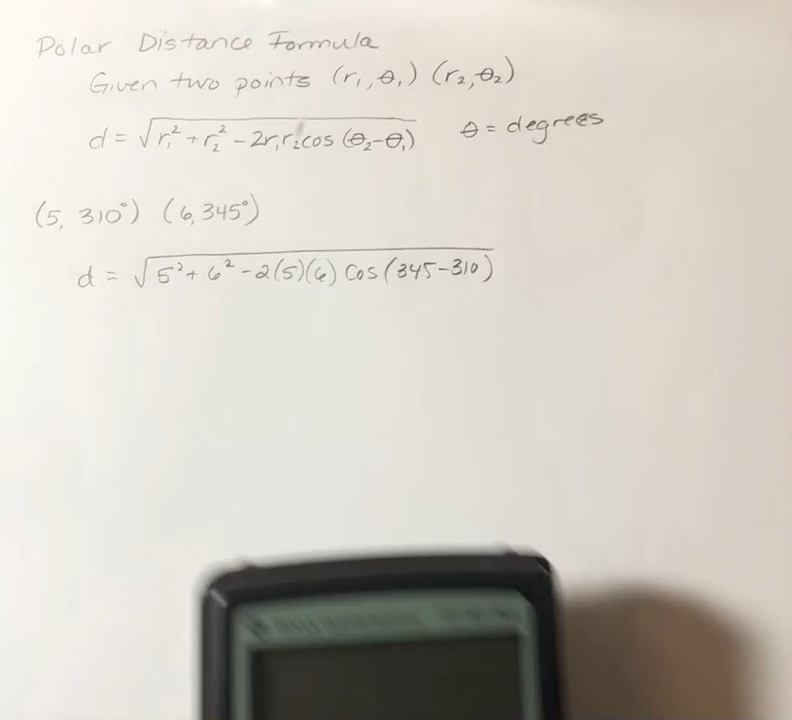 Polar Distance Formula
Given two points (r₁, θ₁) (r₂, θ₂)
d = √(r₁² + r₂² − 2r₁r₂cos (θ₂−θ₁)) θ = degrees
(5, 310°) (6, 345°)
d = √(5² + 6² − 2(5)(6) Cos (345−310))